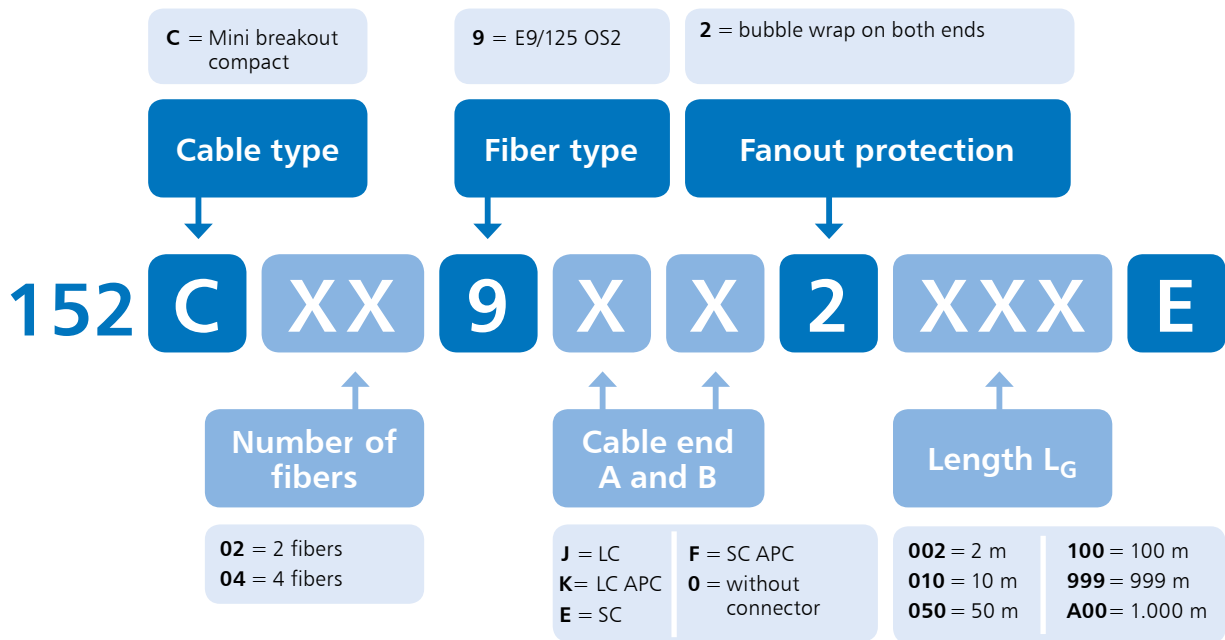 C = Mini breakout
compact
9 = E9/125 OS2
2 = bubble wrap on both ends
Cable type
Fiber type
Fanout protection
152 C XX 9 X X 2 XXX E
Number of
fibers
Cable end
A and B
Length LG
02 = 2 fibers
04 = 4 fibers
J = LC
K= LC APC
E = SC
F = SC APC
0 = without
connector
002 = 2 m
010 = 10 m
050 = 50 m
100 = 100 m
999 = 999 m
A00= 1.000 m